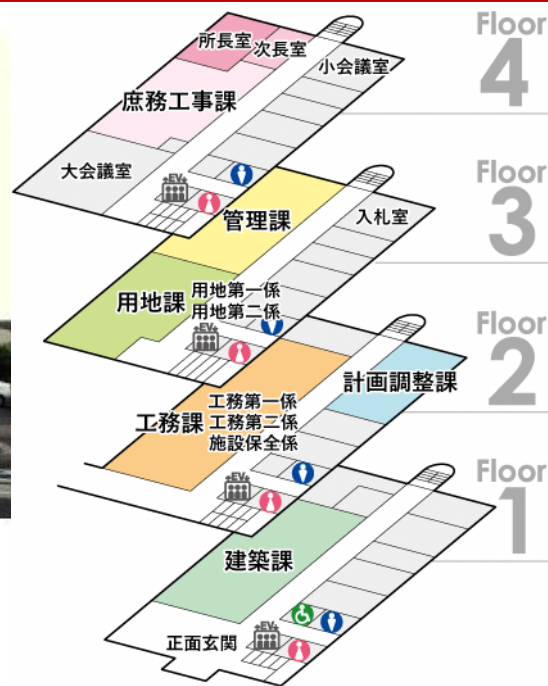 Floor
4
所長室
次長室
小会議室
庶務工事課
大会議室
EV
Floor
3
管理課
入札室
用地課
用地第一係
用地第二係
EV
Floor
2
計画調整課
工務課
工務第一係
工務第二係
施設保全係
EV
Floor
1
建築課
正面玄関
EV